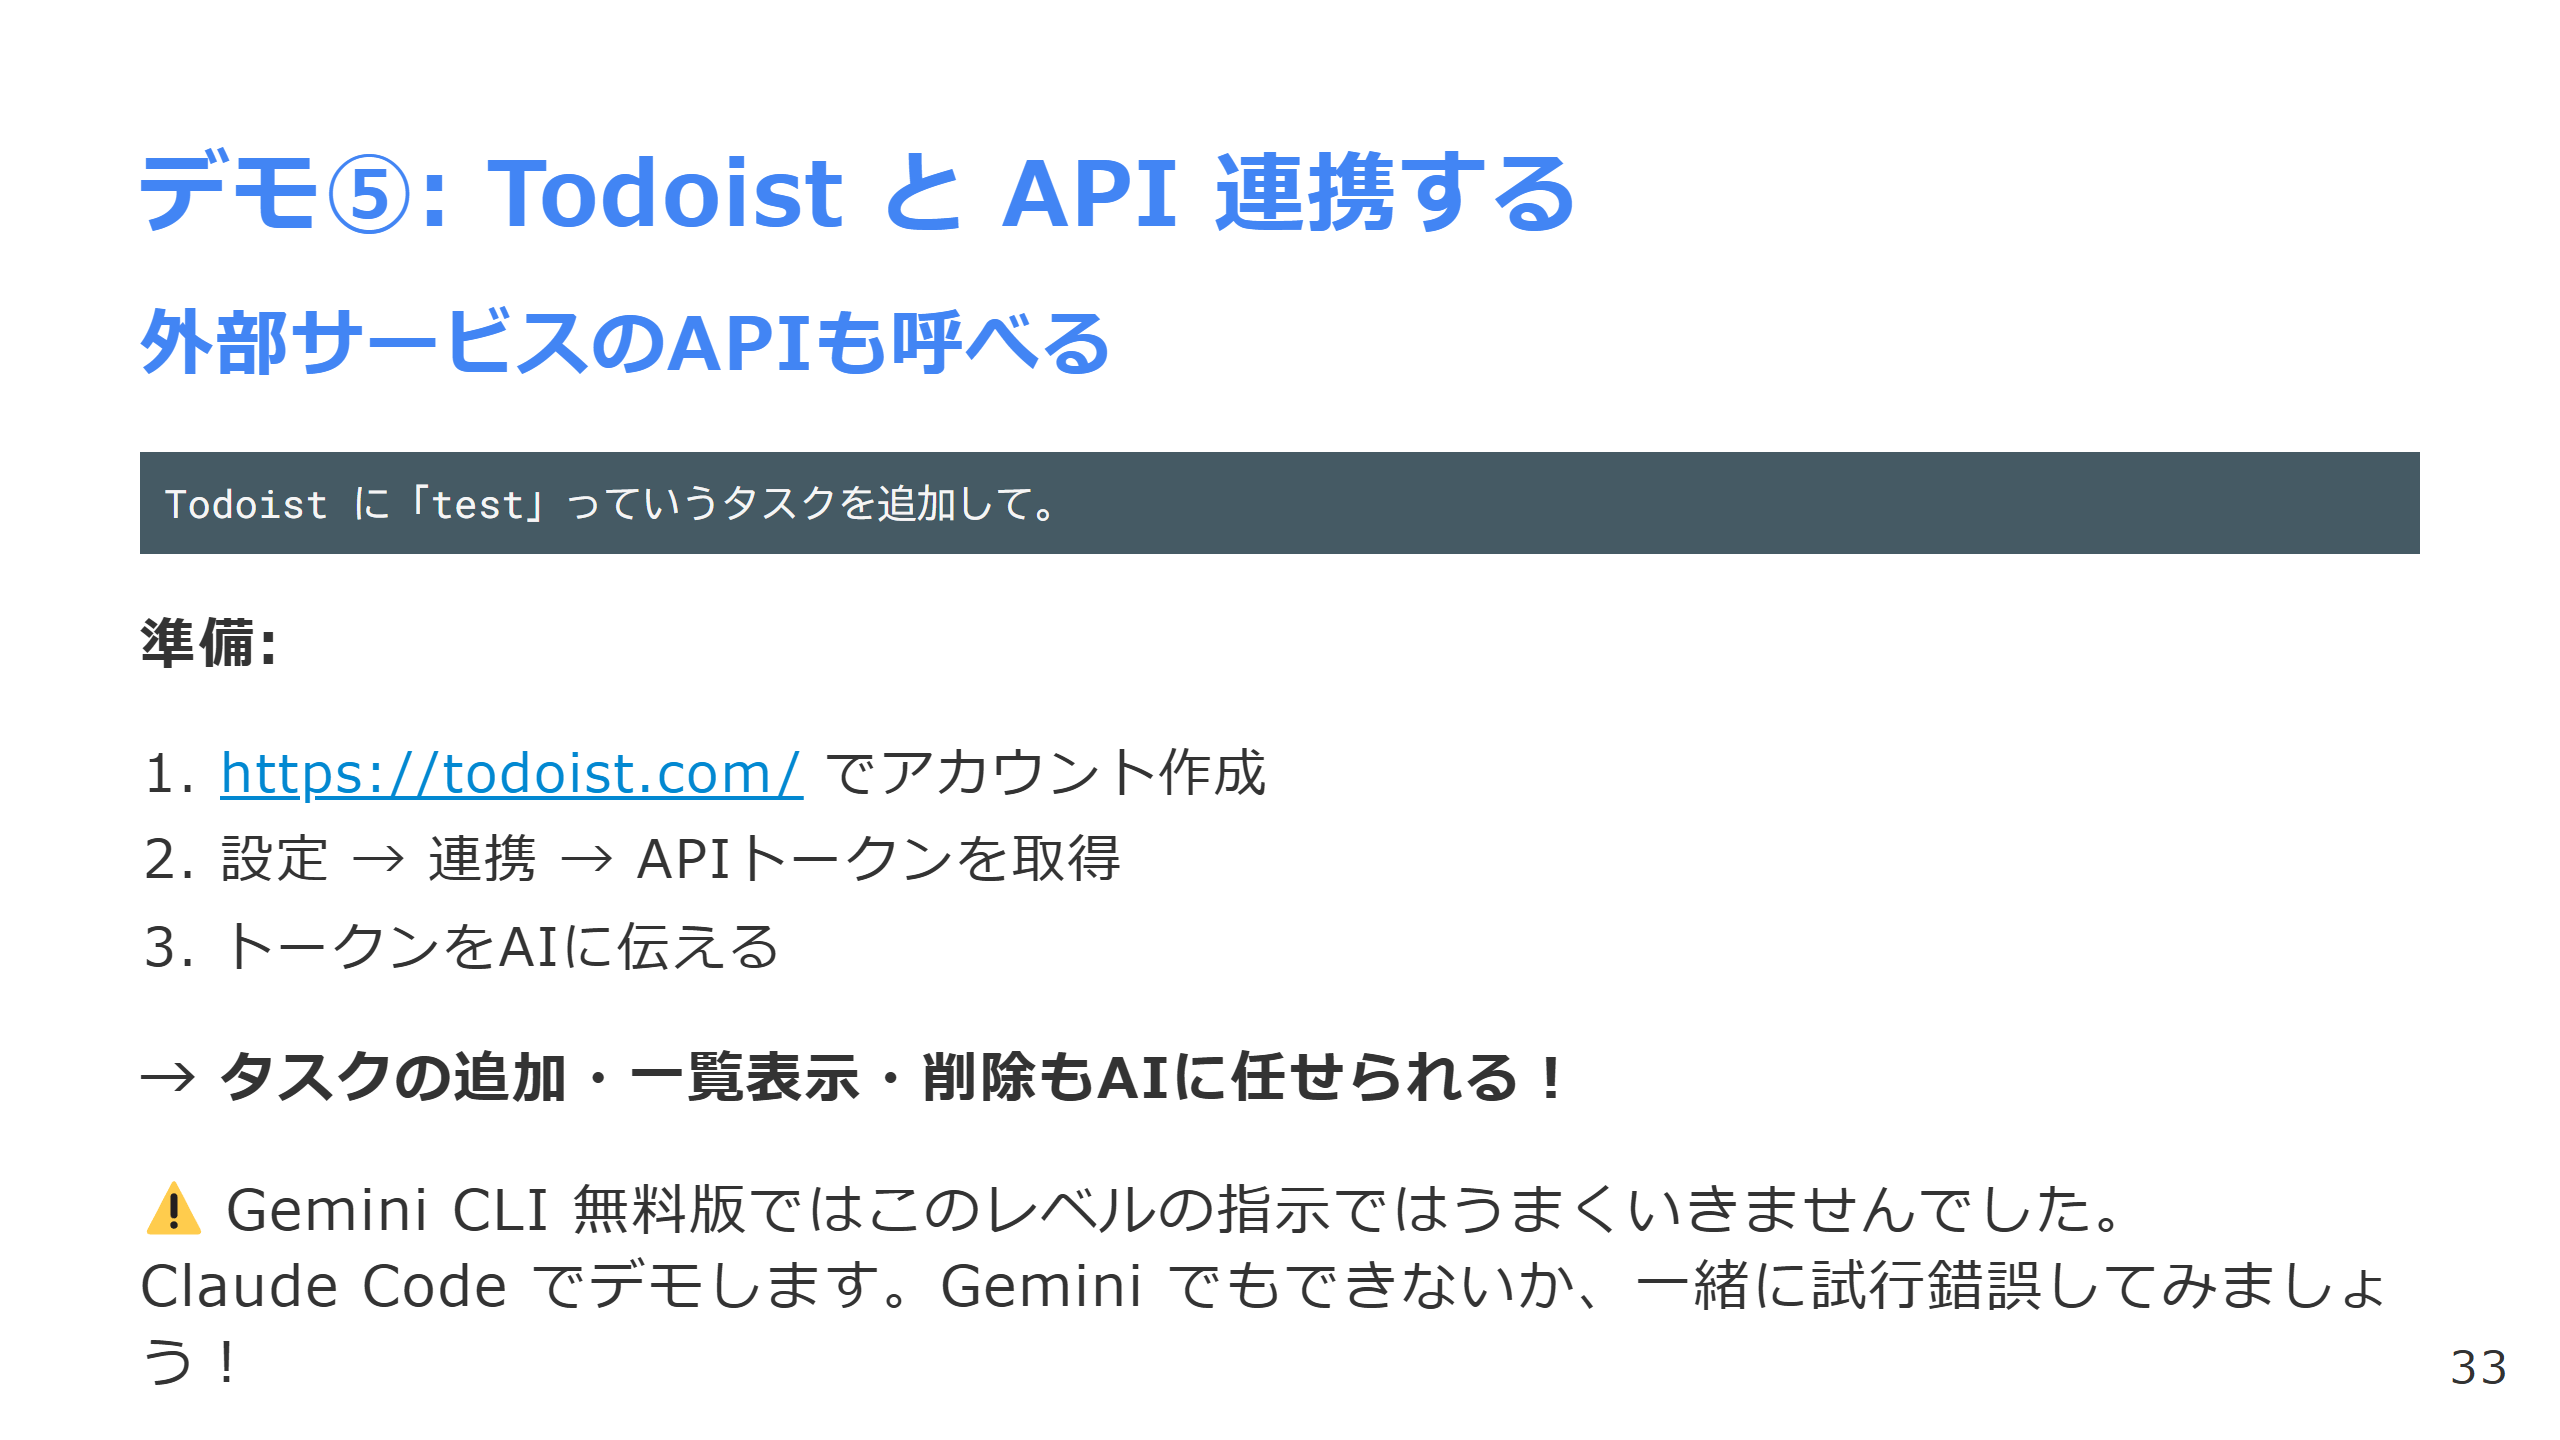 デモ⑤: Todoist と API 連携する
外部サービスのAPIも呼べる
Todoist に「test」っていうタスクを追加して。
準備:
1. https://todoist.com/ でアカウント作成
2. 設定 → 連携 → APIトークンを取得
3. トークンをAIに伝える
→ タスクの追加・一覧表示・削除もAIに任せられる！
⚠️ Gemini CLI 無料版ではこのレベルの指示ではうまくいきませんでした。
Claude Code でデモします。Gemini でもできないか、一緒に試行錯誤してみましょ
う！
33